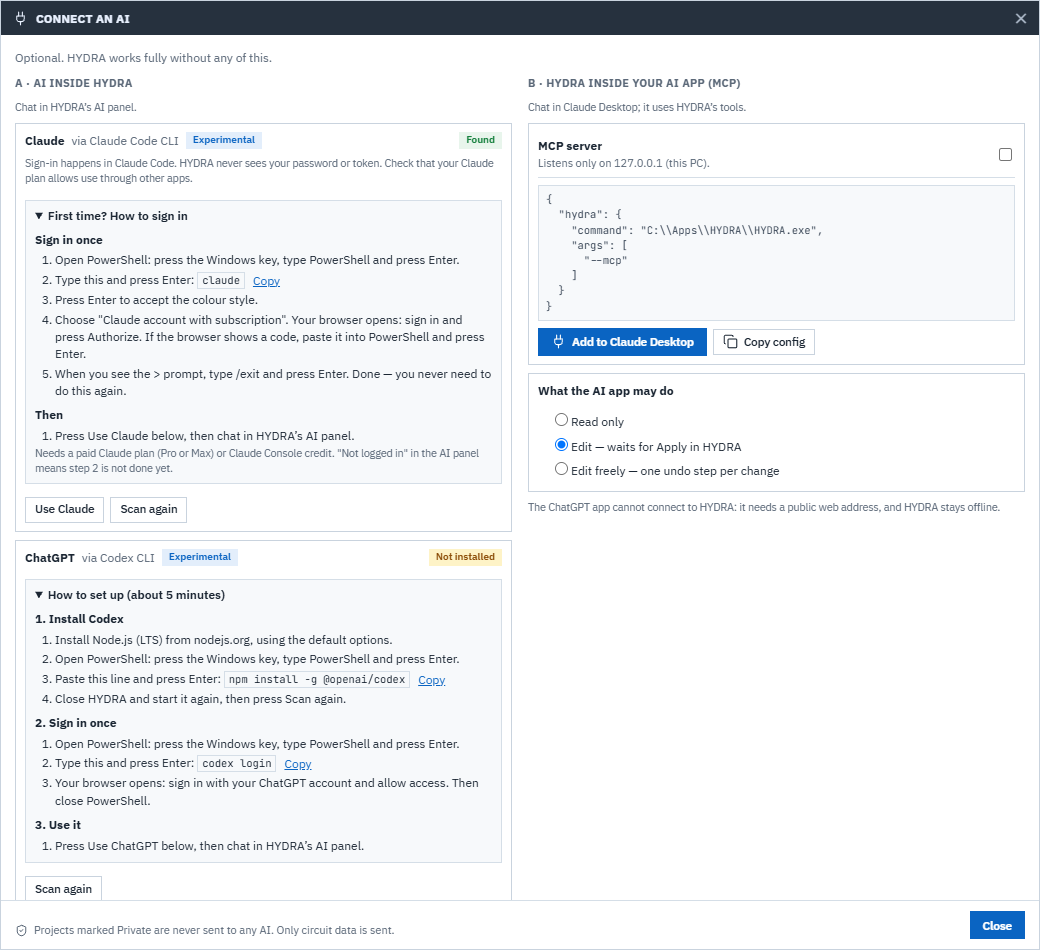 CONNECT AN AI
Optional. HYDRA works fully without any of this.
A · AI INSIDE HYDRA
Chat in HYDRA's AI panel.
Claude via Claude Code CLI Experimental Found
Sign-in happens in Claude Code. HYDRA never sees your password or token. Check that your Claude
plan allows use through other apps.
▼ First time? How to sign in
Sign in once
1. Open PowerShell: press the Windows key, type PowerShell and press Enter.
2. Type this and press Enter: claude Copy
3. Press Enter to accept the colour style.
4. Choose "Claude account with subscription". Your browser opens: sign in and
press Authorize. If the browser shows a code, paste it into PowerShell and press
Enter.
5. When you see the > prompt, type /exit and press Enter. Done — you never need to
do this again.
Then
1. Press Use Claude below, then chat in HYDRA's AI panel.
Needs a paid Claude plan (Pro or Max) or Claude Console credit. "Not logged in" in the AI panel
means step 2 is not done yet.
Use Claude Scan again
ChatGPT via Codex CLI Experimental Not installed
▼ How to set up (about 5 minutes)
1. Install Codex
1. Install Node.js (LTS) from nodejs.org, using the default options.
2. Open PowerShell: press the Windows key, type PowerShell and press Enter.
3. Paste this line and press Enter: npm install -g @openai/codex Copy
4. Close HYDRA and start it again, then press Scan again.
2. Sign in once
1. Open PowerShell: press the Windows key, type PowerShell and press Enter.
2. Type this and press Enter: codex login Copy
3. Your browser opens: sign in with your ChatGPT account and allow access. Then
close PowerShell.
3. Use it
1. Press Use ChatGPT below, then chat in HYDRA's AI panel.
Scan again
B · HYDRA INSIDE YOUR AI APP (MCP)
Chat in Claude Desktop; it uses HYDRA's tools.
MCP server
Listens only on 127.0.0.1 (this PC).
{
  "hydra": {
    "command": "C:\\Apps\\HYDRA\\HYDRA.exe",
    "args": [
      "--mcp"
    ]
  }
}
Add to Claude Desktop Copy config
What the AI app may do
Read only
Edit — waits for Apply in HYDRA
Edit freely — one undo step per change
The ChatGPT app cannot connect to HYDRA: it needs a public web address, and HYDRA stays offline.
Projects marked Private are never sent to any AI. Only circuit data is sent.
Close